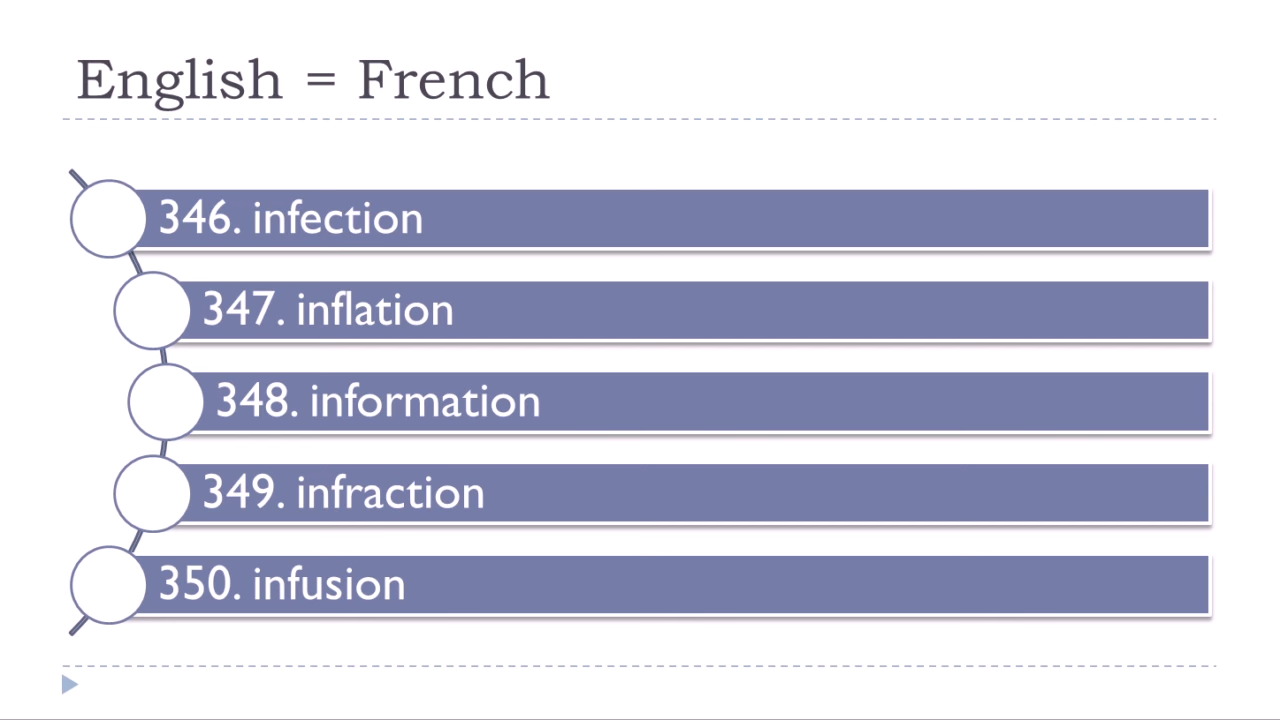 English = French
346. infection
347. inflation
348. information
349. infraction
350. infusion